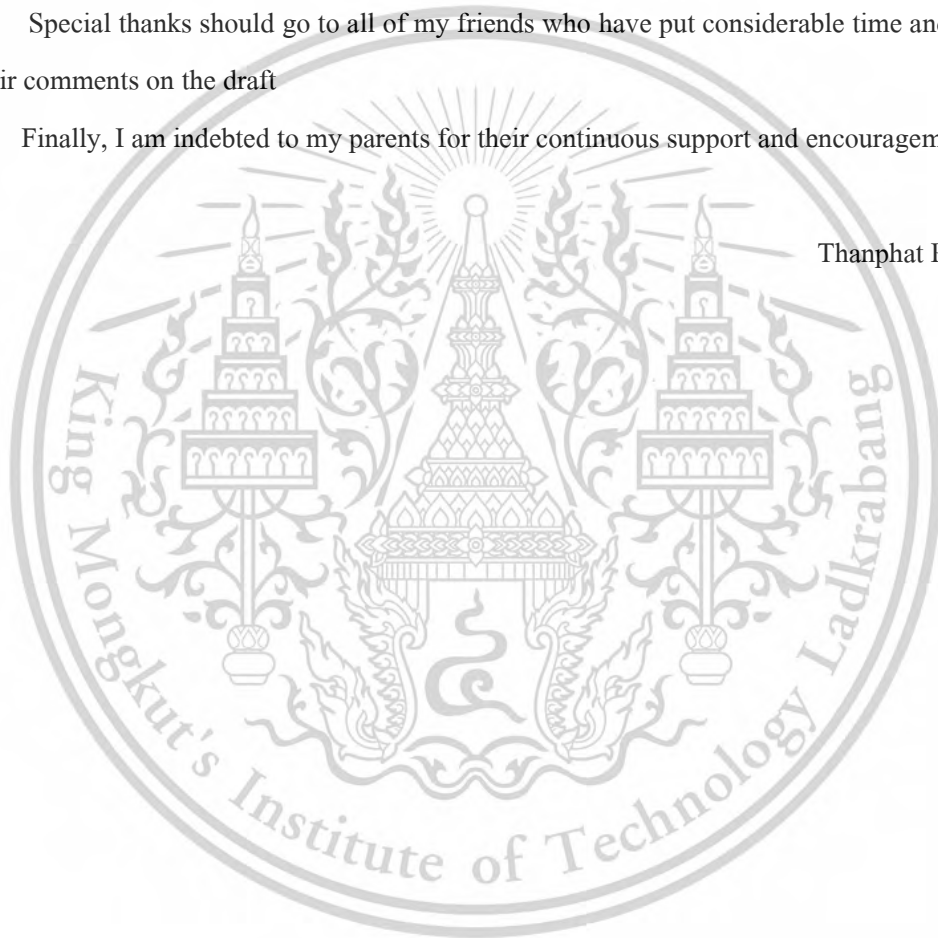 Special thanks should go to all of my friends who have put considerable time and
ir comments on the draft
Finally, I am indebted to my parents for their continuous support and encouragem
Thanphat
King Mongkut's Institute of Technology Ladkrabang